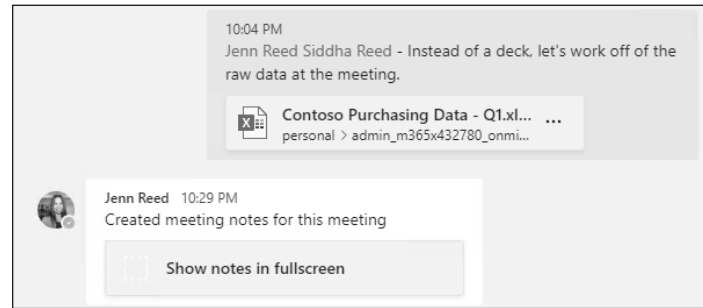 10:04 PM
Jenn Reed Siddha Reed - Instead of a deck, let's work off of the
raw data at the meeting.
Contoso Purchasing Data - Q1.xl... ...
personal > admin_m365x432780_onmi...
Jenn Reed 10:29 PM
Created meeting notes for this meeting
Show notes in fullscreen